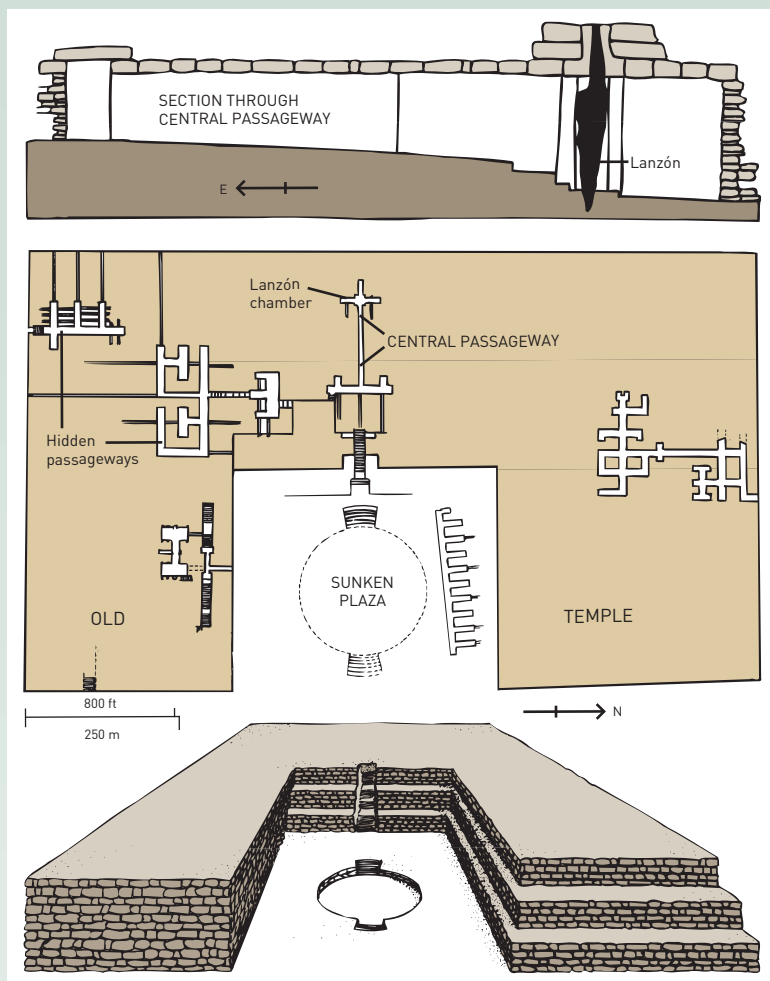 SECTION THROUGH
CENTRAL PASSAGEWAY
Lanzón
E
Lanzón
chamber
CENTRAL PASSAGEWAY
Hidden
passageways
SUNKEN
PLAZA
OLD
TEMPLE
800 ft
250 m
N